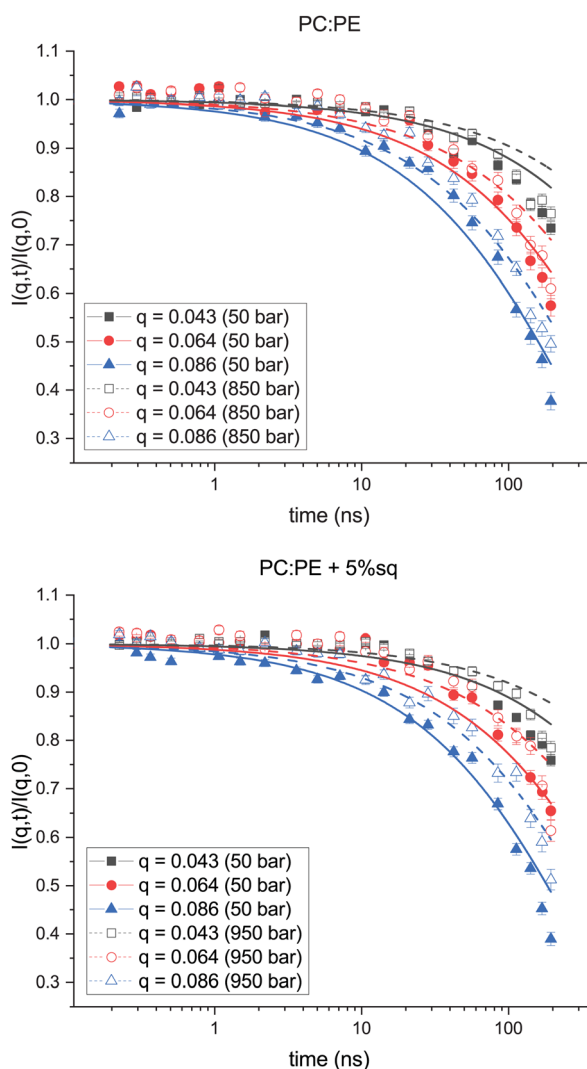 PC:PE
1.1
1.0
0.9
0.8
0.7
0.6
0.5
0.4
0.3
I(q,t)/I(q,0)
q = 0.043 (50 bar)
q = 0.064 (50 bar)
q = 0.086 (50 bar)
q = 0.043 (850 bar)
q = 0.064 (850 bar)
q = 0.086 (850 bar)
1 10 100
time (ns)
PC:PE + 5%sq
1.1
1.0
0.9
0.8
0.7
0.6
0.5
0.4
0.3
I(q,t)/I(q,0)
q = 0.043 (50 bar)
q = 0.064 (50 bar)
q = 0.086 (50 bar)
q = 0.043 (950 bar)
q = 0.064 (950 bar)
q = 0.086 (950 bar)
1 10 100
time (ns)